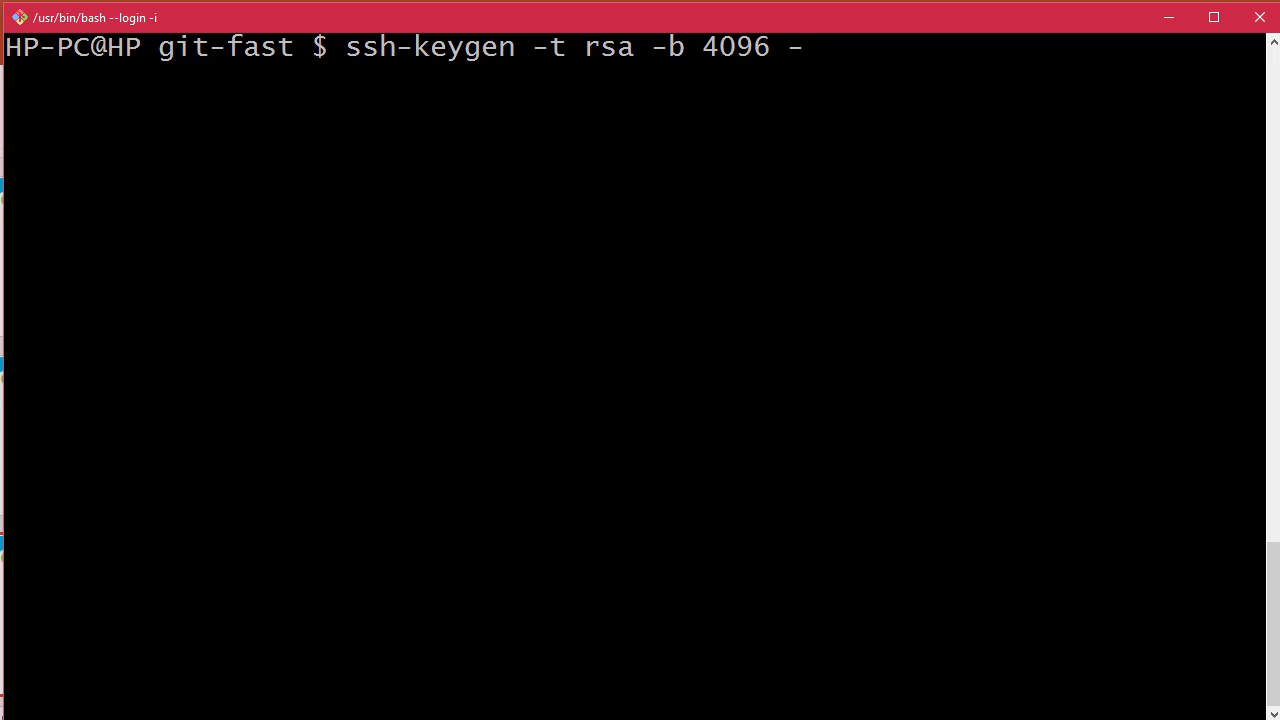 /usr/bin/bash --login -i
HP-PC@HP git-fast $ ssh-keygen -t rsa -b 4096 -